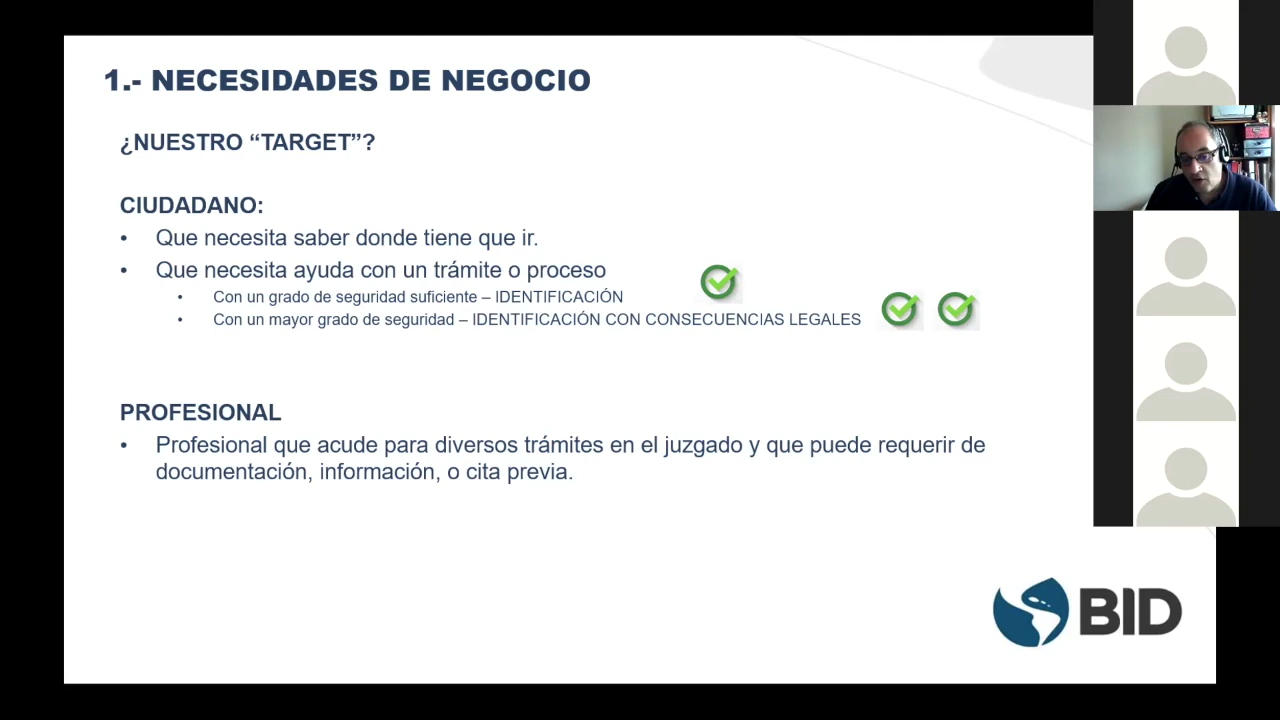 1.- NECESIDADES DE NEGOCIO
¿NUESTRO “TARGET”?
CIUDADANO:
• Que necesita saber donde tiene que ir.
• Que necesita ayuda con un trámite o proceso
• Con un grado de seguridad suficiente – IDENTIFICACIÓN
• Con un mayor grado de seguridad – IDENTIFICACIÓN CON CONSECUENCIAS LEGALES
PROFESIONAL
• Profesional que acude para diversos trámites en el juzgado y que puede requerir de
documentación, información, o cita previa.
BID